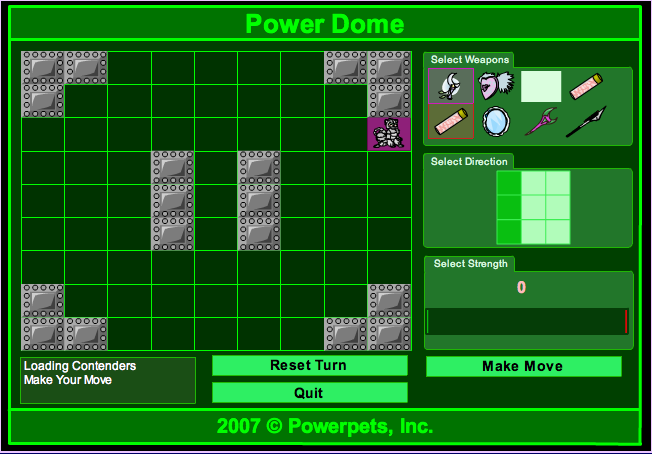 Power Dome
Select Weapons
Select Direction
Select Strength
0
Loading Contenders
Make Your Move
Reset Turn
Quit
Make Move
2007 © Powerpets, Inc.